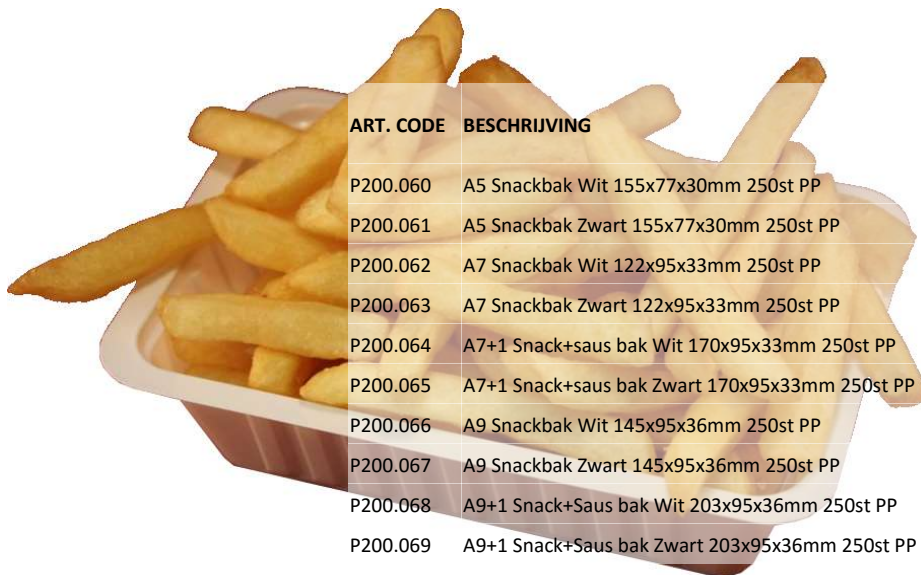 ART. CODE BESCHRIJVING
P200.060 A5 Snackbak Wit 155x77x30mm 250st PP
P200.061 A5 Snackbak Zwart 155x77x30mm 250st PP
P200.062 A7 Snackbak Wit 122x95x33mm 250st PP
P200.063 A7 Snackbak Zwart 122x95x33mm 250st PP
P200.064 A7+1 Snack+saus bak Wit 170x95x33mm 250st PP
P200.065 A7+1 Snack+saus bak Zwart 170x95x33mm 250st PP
P200.066 A9 Snackbak Wit 145x95x36mm 250st PP
P200.067 A9 Snackbak Zwart 145x95x36mm 250st PP
P200.068 A9+1 Snack+Saus bak Wit 203x95x36mm 250st PP
P200.069 A9+1 Snack+Saus bak Zwart 203x95x36mm 250st PP